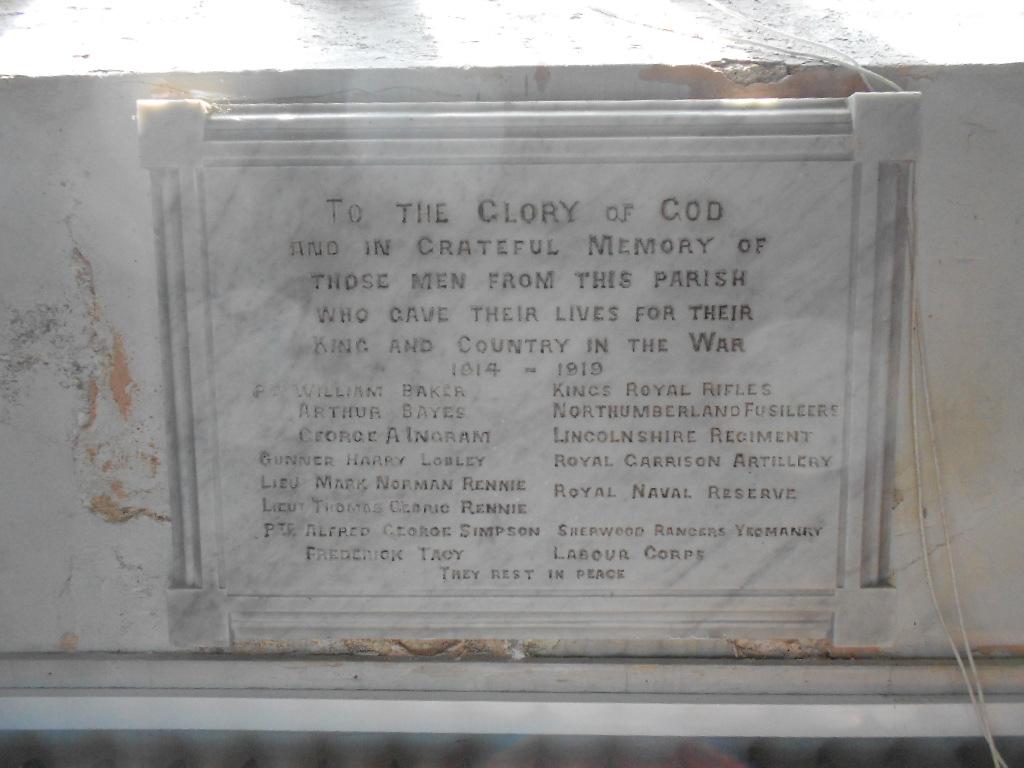 To the Glory of God
and in Grateful Memory of
those men from this parish
who gave their lives for their
King and Country in the War
1914 - 1919
Pte William Baker Kings Royal Rifles
Arthur Bayes Northumberland Fusileers
George A Ingram Lincolnshire Regiment
Gunner Harry Lobley Royal Garrison Artillery
Lieu Mark Norman Rennie
Royal Naval Reserve
Lieut Thomas Cedric Rennie
Pte Alfred George Simpson Sherwood Rangers Yeomanry
Frederick Tagy Labour Corps
They rest in peace